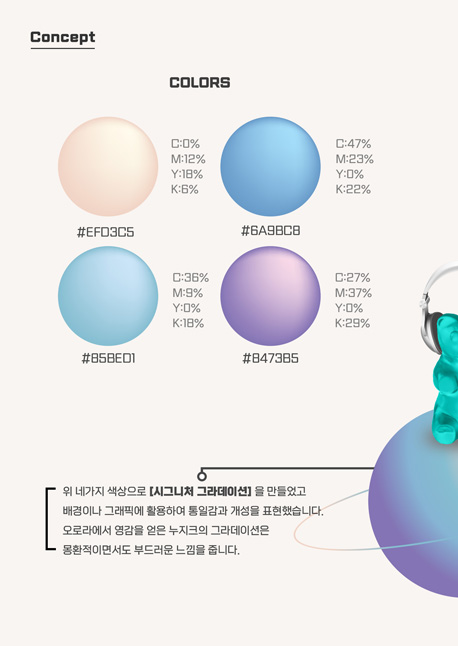 Concept
COLORS
C:0%
M:12%
Y:18%
K:6%
#EFD3C5
C:47%
M:23%
Y:0%
K:22%
#6A9BC8
C:36%
M:9%
Y:0%
K:18%
#85BED1
C:27%
M:37%
Y:0%
K:29%
#8473B5
위 네가지 색상으로 [시그니처 그라데이션] 을 만들었고
배경이나 그래픽에 활용하여 통일감과 개성을 표현했습니다.
오로라에서 영감을 얻은 누지크의 그라데이션은
몽환적이면서도 부드러운 느낌을 줍니다.